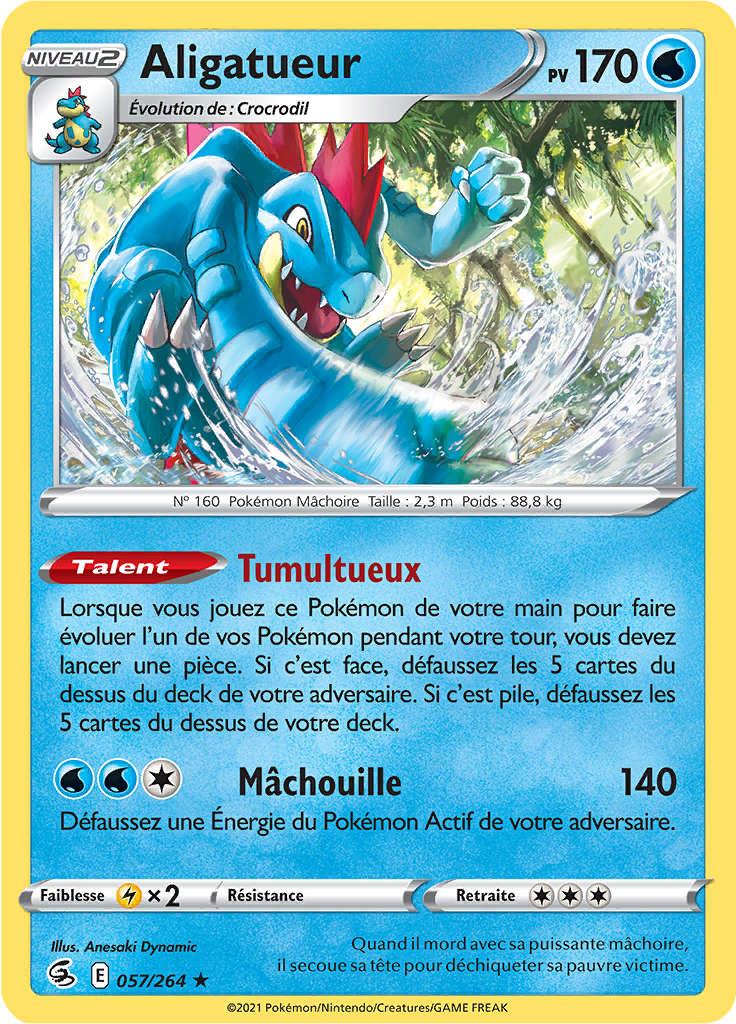 NIVEAU2
Aligatueur
PV 170
Évolution de : Crocrodil
N° 160 Pokémon Mâchoire Taille : 2,3 m Poids : 88,8 kg
Talent Tumultueux
Lorsque vous jouez ce Pokémon de votre main pour faire
évoluer l'un de vos Pokémon pendant votre tour, vous devez
lancer une pièce. Si c'est face, défaussez les 5 cartes du
dessus du deck de votre adversaire. Si c'est pile, défaussez les
5 cartes du dessus de votre deck.
Mâchouille 140
Défaussez une Énergie du Pokémon Actif de votre adversaire.
Faiblesse ×2 Résistance Retraite
Illus. Anesaki Dynamic
Quand il mord avec sa puissante mâchoire,
il secoue sa tête pour déchiqueter sa pauvre victime.
E 057/264 ★
©2021 Pokémon/Nintendo/Creatures/GAME FREAK